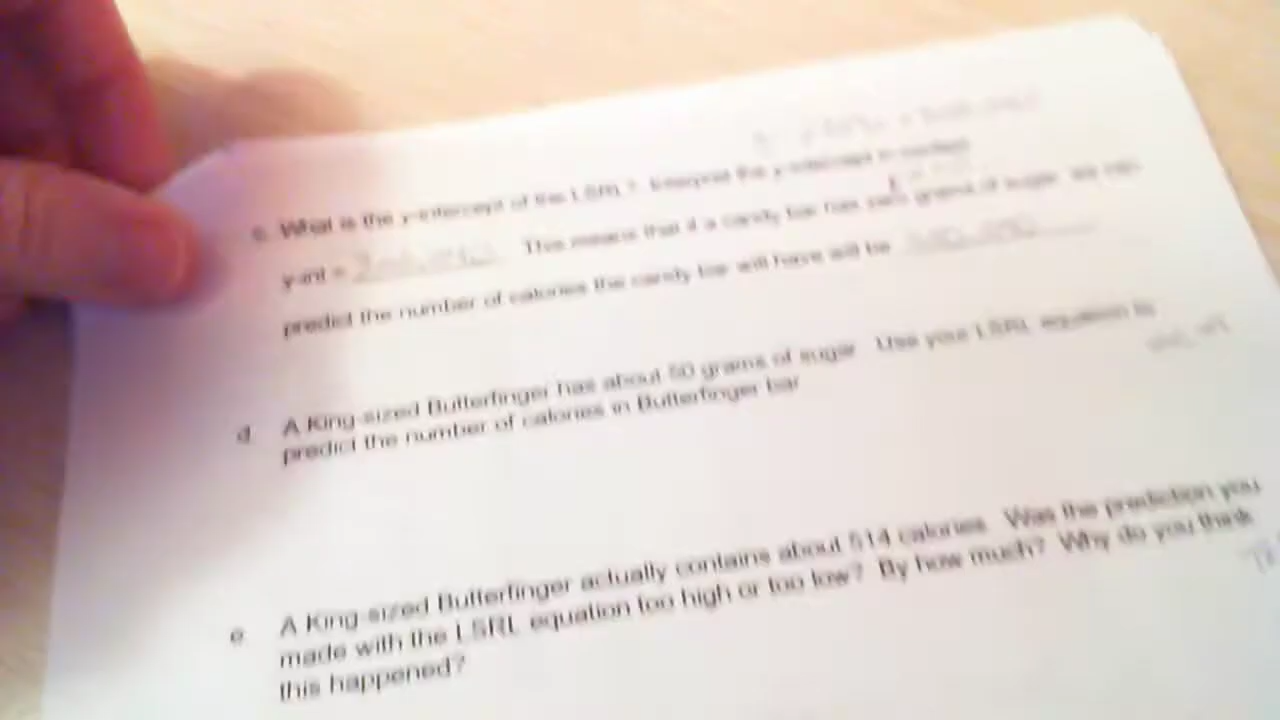 c. What is the y-intercept of the LSRL? Interpret the y-intercept in context.
y-int = This means that if a candy bar has zero grams of sugar we can
predict the number of calories the candy bar will have will be
d. A King-sized Butterfinger has about 50 grams of sugar. Use your LSRL equation to
predict the number of calories in Butterfinger bar.
e. A King-sized Butterfinger actually contains about 514 calories. Was the prediction you
made with the LSRL equation too high or too low? By how much? Why do you think
this happened?